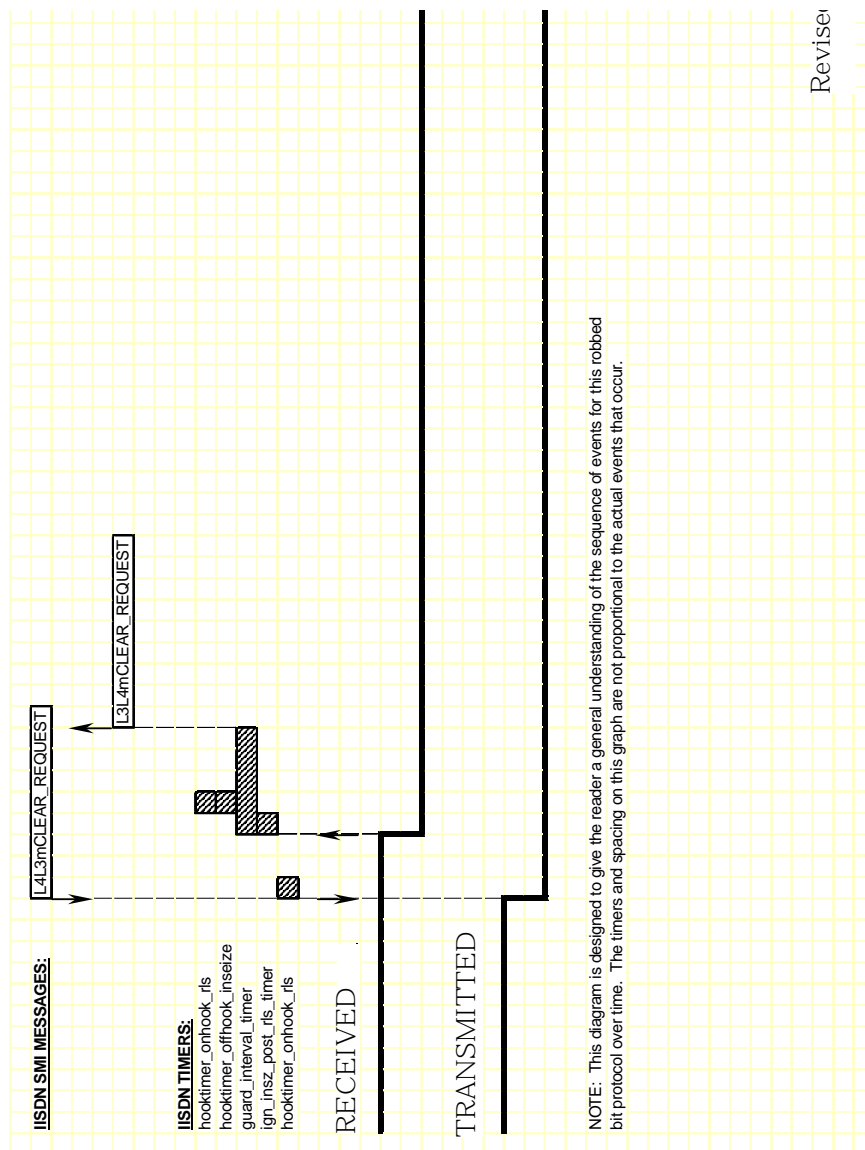 IISDN SMI MESSAGES:
L4L3mCLEAR_REQUEST
L3L4mCLEAR_REQUEST
IISDN TIMERS:
hooktimer_onhook_rls
hooktimer_offhook_inseize
guard_interval_timer
ign_insz_post_rls_timer
hooktimer_onhook_rls
RECEIVED
TRANSMITTED
NOTE: This diagram is designed to give the reader a general understanding of the sequence of events for this robbed
bit protocol over time. The timers and spacing on this graph are not proportional to the actual events that occur.